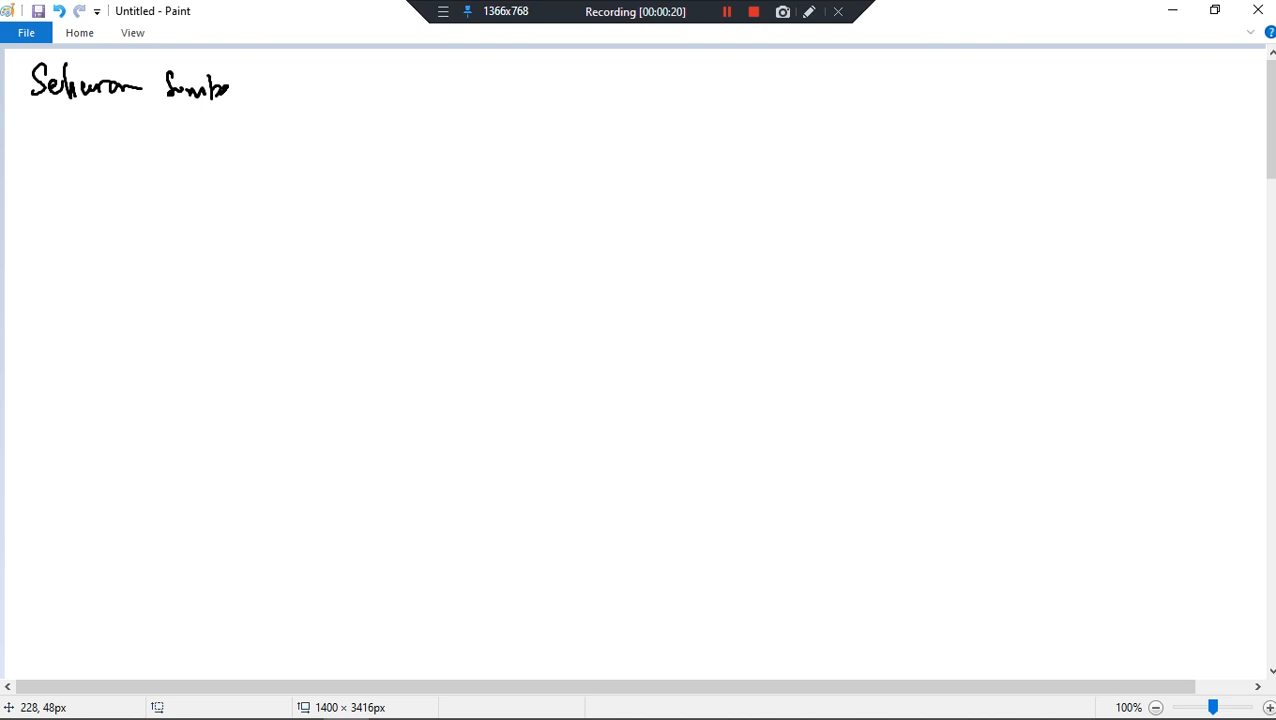 Untitled - Paint
1366x768
Recording [00:00:20]
File
Home
View
228, 48px
1400 × 3416px
100%